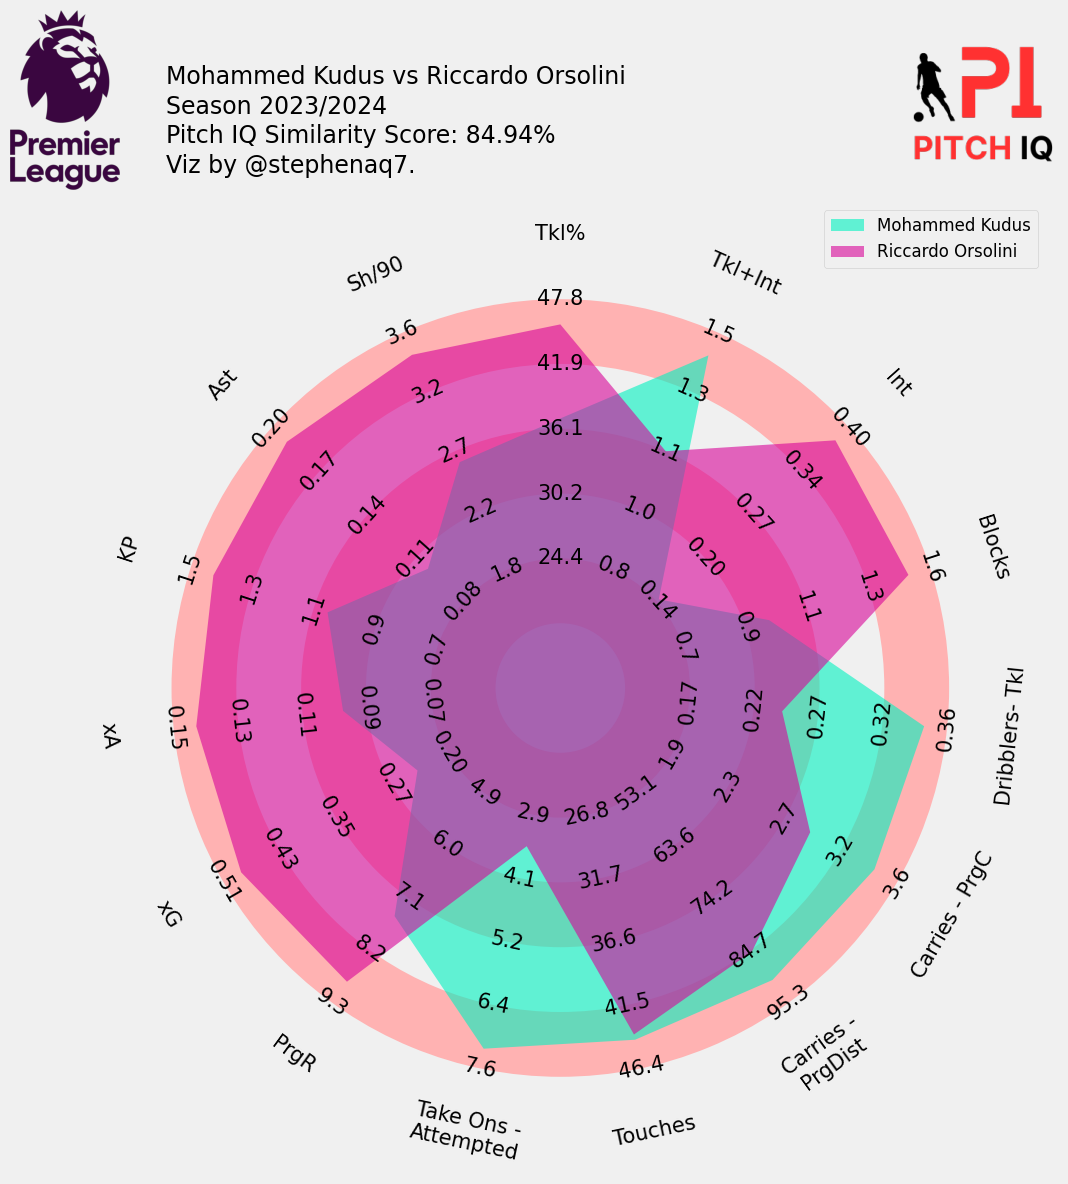 Premier
League
Mohammed Kudus vs Riccardo Orsolini
Season 2023/2024
Pitch IQ Similarity Score: 84.94%
Viz by @stephenaq7.
PI
PITCH IQ
Mohammed Kudus
Riccardo Orsolini
Tkl%
47.8
41.9
36.1
30.2
24.4
Tkl+Int
1.5
1.3
1.1
1.0
0.8
Int
0.40
0.34
0.27
0.20
0.14
Blocks
1.6
1.3
1.1
0.9
0.7
Dribblers- Tkl
0.36
0.32
0.27
0.22
0.17
Carries - PrgC
3.6
3.2
2.7
2.3
1.9
Carries -
PrgDist
95.3
84.7
74.2
63.6
53.1
Touches
46.4
41.5
36.6
31.7
26.8
Take Ons -
Attempted
7.6
6.4
5.2
4.1
2.9
PrgR
9.3
8.2
7.1
6.0
4.9
xG
0.51
0.43
0.35
0.27
0.20
xA
0.15
0.13
0.11
0.09
0.07
KP
1.5
1.3
1.1
0.9
0.7
Ast
0.20
0.17
0.14
0.11
0.08
Sh/90
3.6
3.2
2.7
2.2
1.8